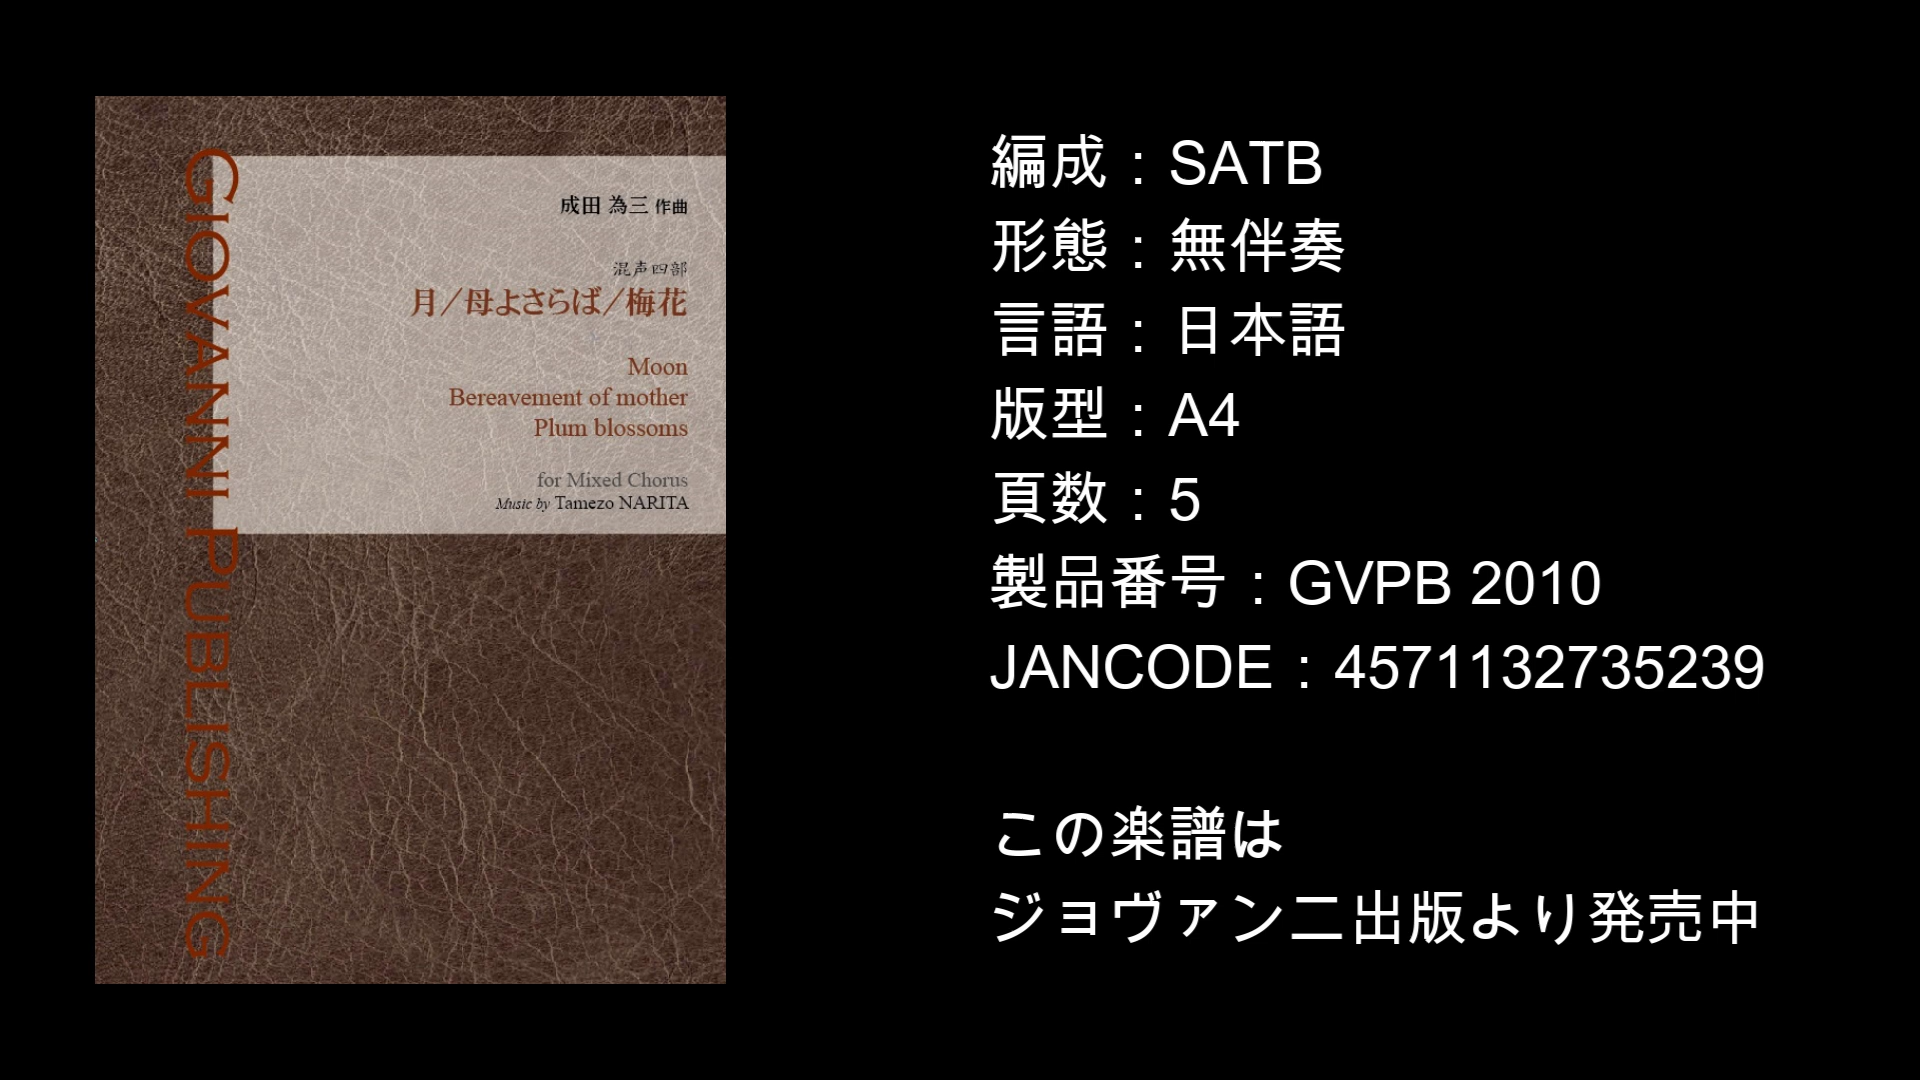 GIOVANNI PUBLISHING
成田 為三 作曲
混声四部
月／母よさらば／梅花
Moon
Bereavement of mother
Plum blossoms
for Mixed Chorus
Music by Tamezo NARITA
編成：SATB
形態：無伴奏
言語：日本語
版型：A4
頁数：5
製品番号：GVPB 2010
JANCODE：4571132735239
この楽譜は
ジョヴァンニ出版より発売中